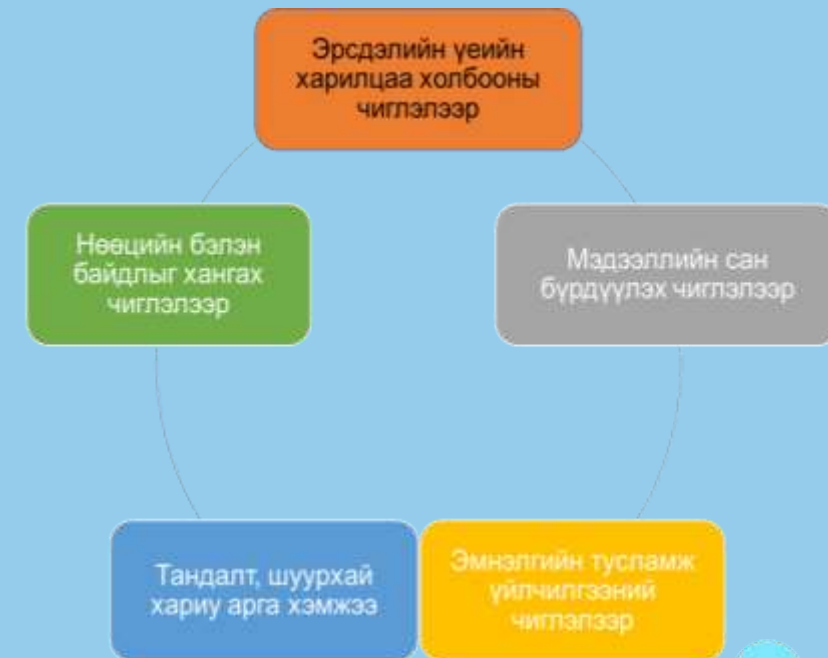 Эрсдэлийн үеийн
харилцаа холбооны
чиглэлээр
Нөөцийн бэлэн
байдлыг хангах
чиглэлээр
Мэдээллийн сан
бүрдүүлэх чиглэлээр
Тандалт, шуурхай
хариу арга хэмжээ
Эмнэлгийн тусламж
үйлчилгээний
чиглэлээр